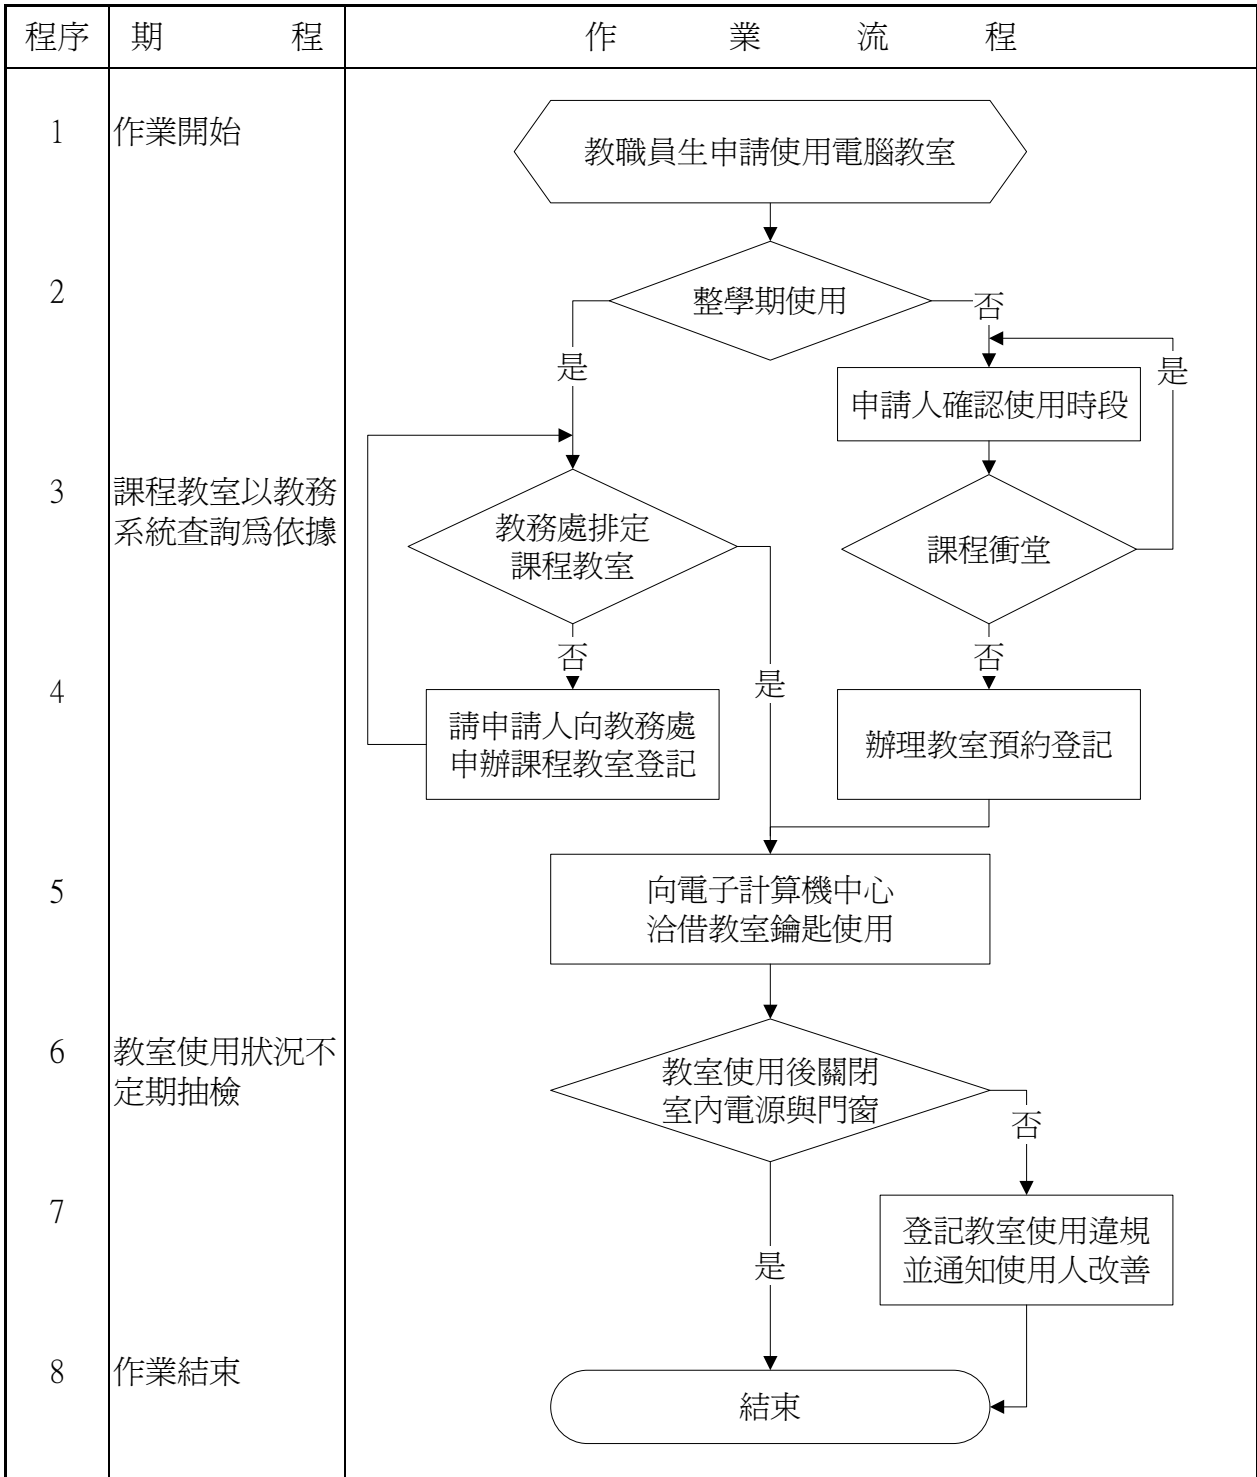 程序 期 程 作 業 流 程
1 作業開始
教職員生申請使用電腦教室
2
整學期使用
否
是
是
申請人確認使用時段
3 課程教室以教務
系統查詢為依據
教務處排定
課程教室
課程衝堂
否
是
否
4
請申請人向教務處
申辦課程教室登記
辦理教室預約登記
5
向電子計算機中心
洽借教室鑰匙使用
6 教室使用狀況不
定期抽檢
教室使用後關閉
室內電源與門窗
否
7
登記教室使用違規
並通知使用人改善
是
8 作業結束
結束